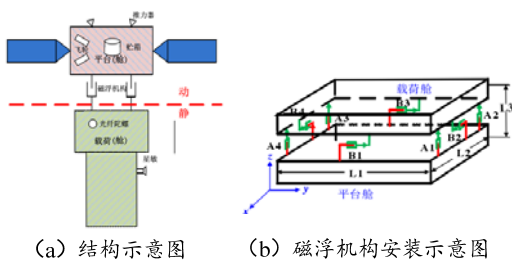 推力器
飞轮
贮箱
平台(舱)
磁浮机构
动
静
光纤陀螺
载荷(舱)
星敏
(a) 结构示意图
载荷舱
B4
A3
B3
A2
L3
A4
B1
A1
B2
L2
L1
z
y
x
平台舱
(b) 磁浮机构安装示意图